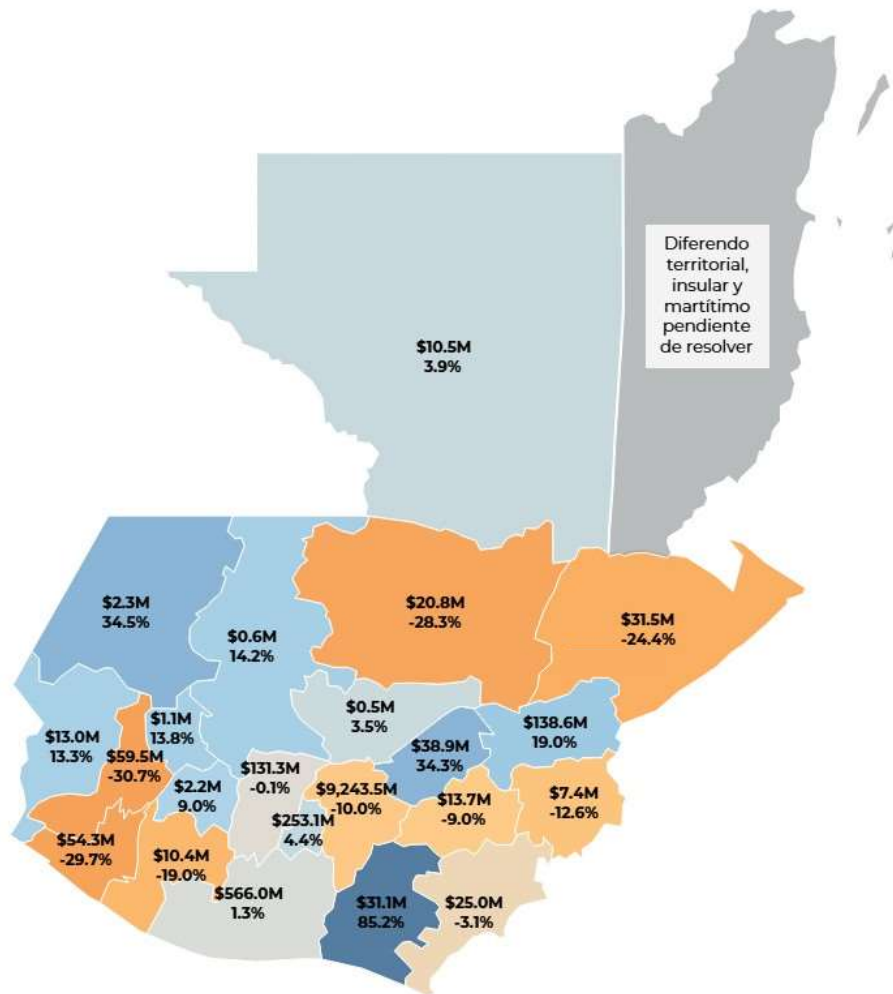 Diferendo
territorial,
insular y
martítimo
pendiente
de resolver
$10.5M
3.9%
$2.3M
34.5%
$0.6M
14.2%
$20.8M
-28.3%
$31.5M
-24.4%
$0.5M
3.5%
$13.0M
13.3%
$1.1M
13.8%
$59.5M
-30.7%
$138.6M
19.0%
$38.9M
34.3%
$131.3M
-0.1%
$2.2M
9.0%
$9,243.5M
-10.0%
$13.7M
-9.0%
$7.4M
-12.6%
$253.1M
4.4%
$54.3M
-29.7%
$10.4M
-19.0%
$566.0M
1.3%
$31.1M
85.2%
$25.0M
-3.1%